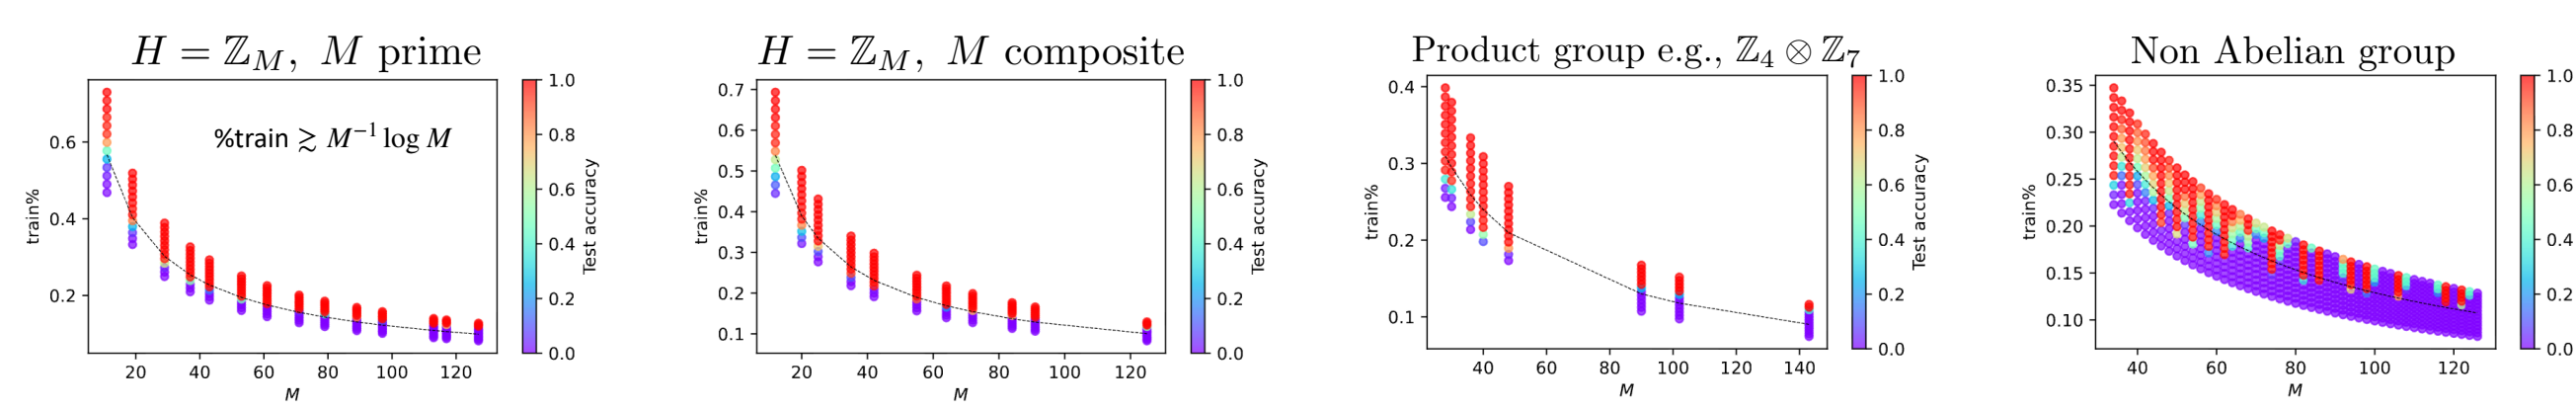 H = ℤ_M, M prime
%train ≳ M⁻¹ log M
train%
0.6
0.4
0.2
20 40 60 80 100 120
M
1.0
0.8
0.6
0.4
0.2
0.0
Test accuracy
H = ℤ_M, M composite
train%
0.7
0.6
0.5
0.4
0.3
0.2
0.1
20 40 60 80 100 120
M
1.0
0.8
0.6
0.4
0.2
0.0
Test accuracy
Product group e.g., ℤ₄ ⊗ ℤ₇
train%
0.4
0.3
0.2
0.1
40 60 80 100 120 140
M
1.0
0.8
0.6
0.4
0.2
0.0
Test accuracy
Non Abelian group
train%
0.35
0.30
0.25
0.20
0.15
0.10
40 60 80 100 120
M
1.0
0.8
0.6
0.4
0.2
0.0